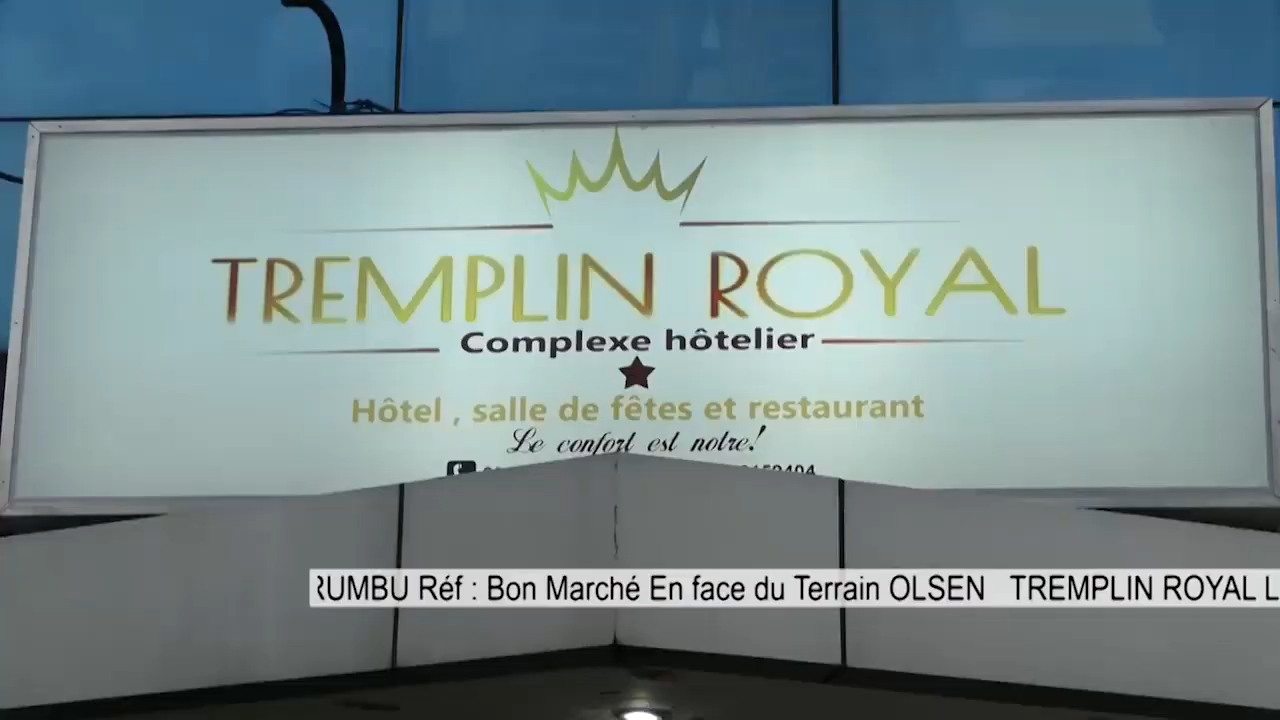 TREMPLIN ROYAL
Complexe hôtelier
Hôtel , salle de fêtes et restaurant
Le confort est notre!
RUMBU Réf : Bon Marché En face du Terrain OLSEN TREMPLIN ROYAL L